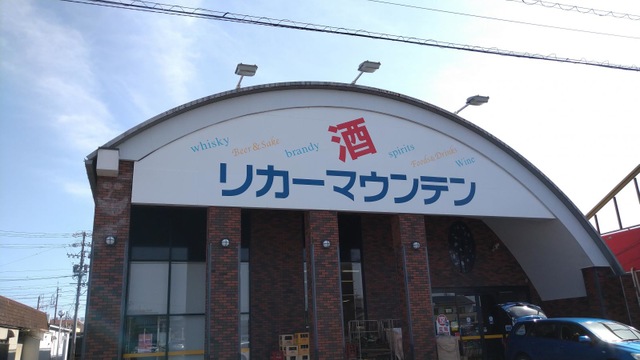 whisky
Beer&Sake
brandy
酒
spirits
Foods&Drinks
Wine
リカーマウンテン